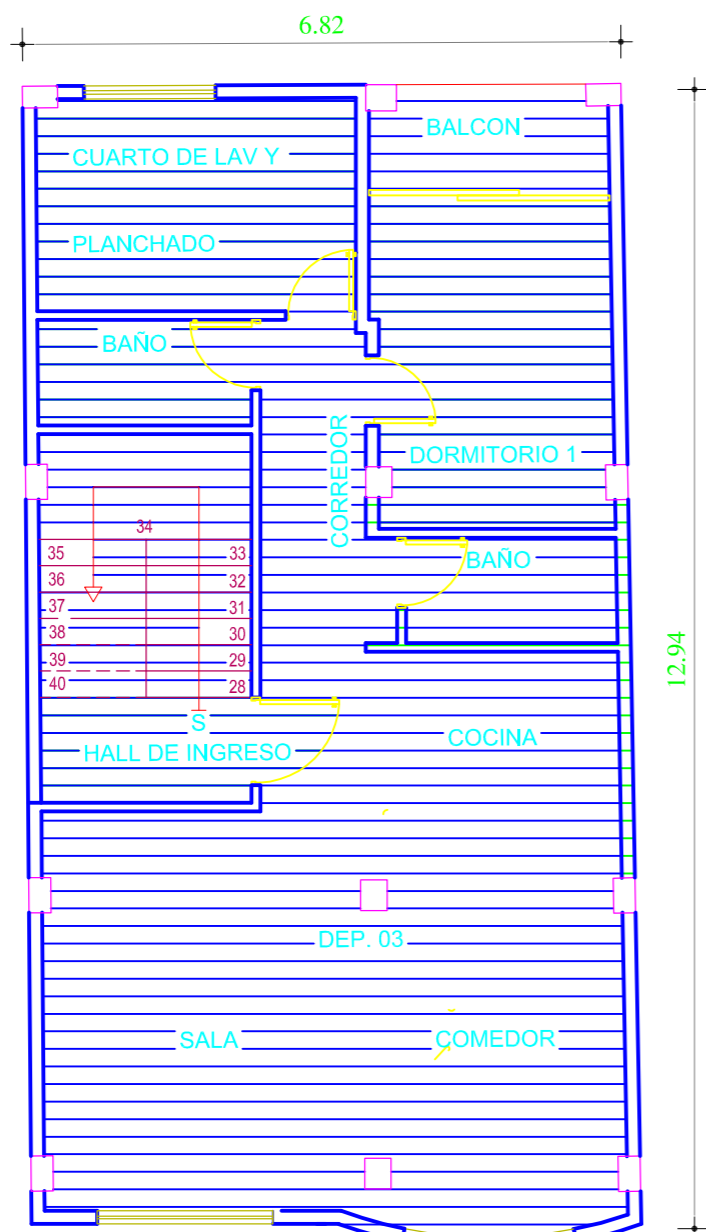 6.82
BALCON
CUARTO DE LAV Y
PLANCHADO
BAÑO
CORREDOR
DORMITORIO 1
34
35
33
36
32
BAÑO
37
31
38
30
39
29
40
28
12.94
S
HALL DE INGRESO
COCINA
DEP. 03
SALA
COMEDOR